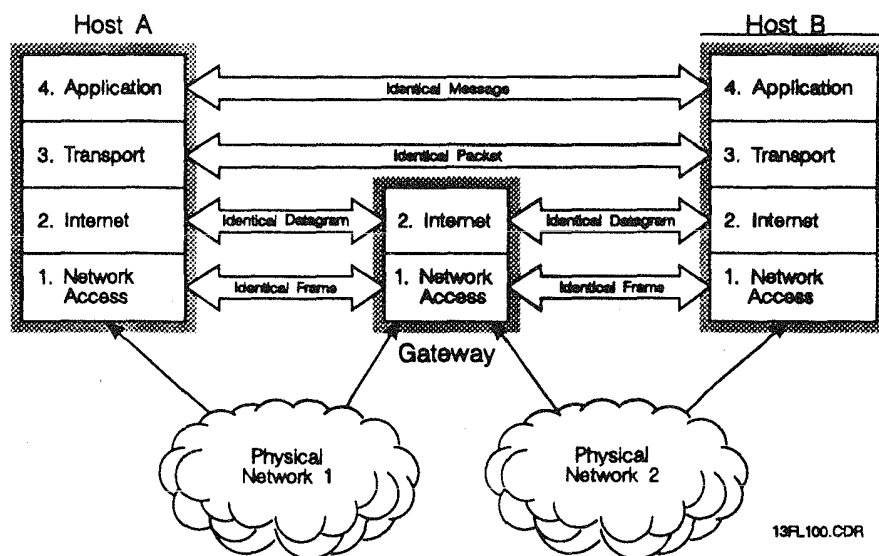 Host A
Host B
4. Application
Identical Message
4. Application
3. Transport
Identical Packet
3. Transport
2. Internet
Identical Datagram
2. Internet
Identical Datagram
2. Internet
1. Network
Access
Identical Frame
1. Network
Access
Identical Frame
1. Network
Access
Gateway
Physical
Network 1
Physical
Network 2
13FL100.CDR